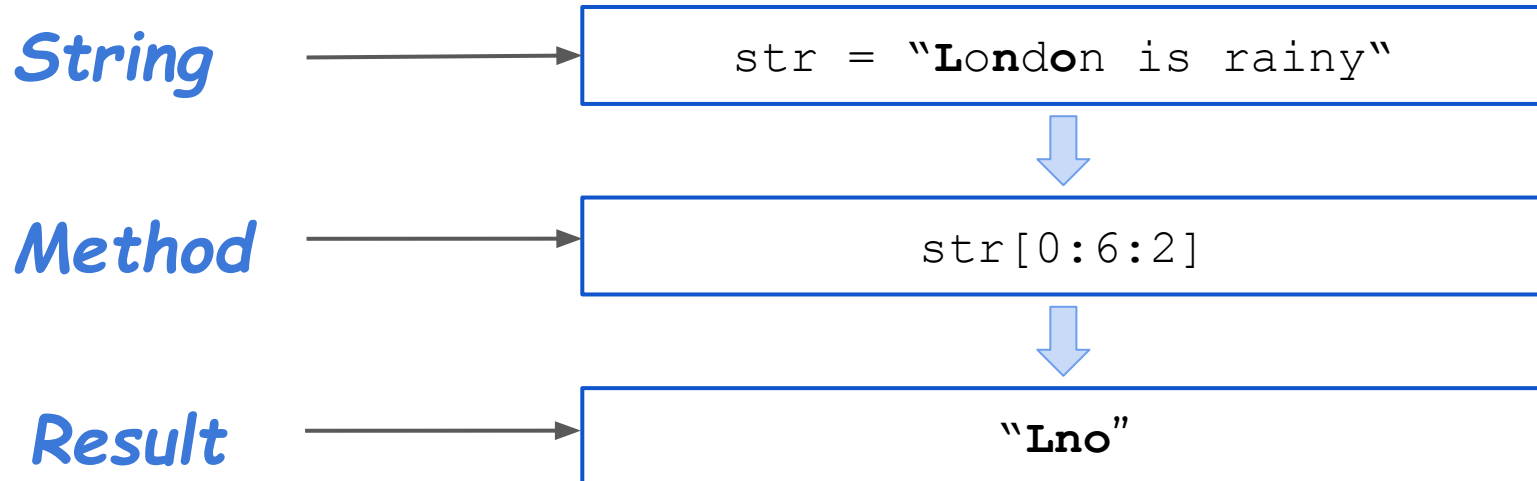 String
str = “London is rainy“
Method
str[0:6:2]
Result
“Lno”